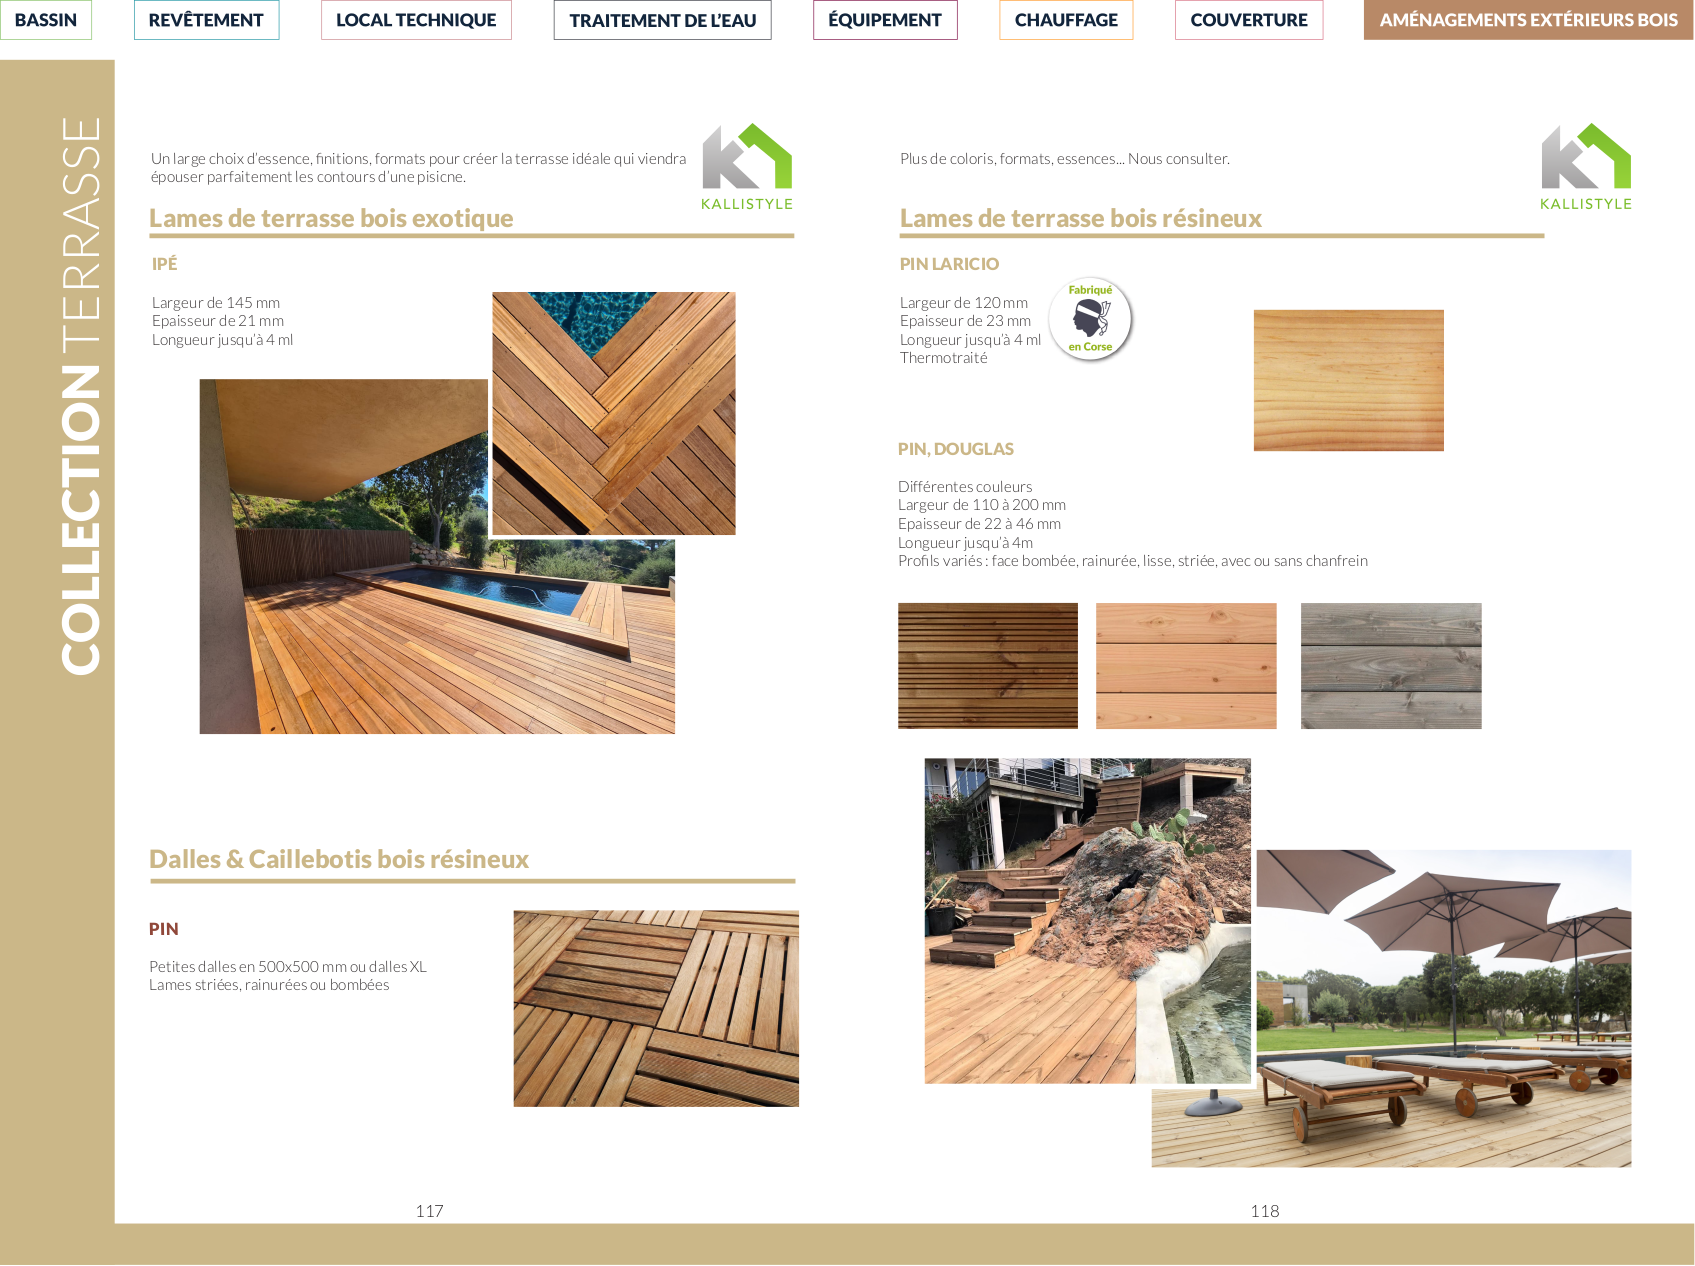 BASSIN
REVÊTEMENT
LOCAL TECHNIQUE
TRAITEMENT DE L'EAU
ÉQUIPEMENT
CHAUFFAGE
COUVERTURE
AMÉNAGEMENTS EXTÉRIEURS BOIS
COLLECTION TERRASSE
Un large choix d'essence, finitions, formats pour créer la terrasse idéale qui viendra
épouser parfaitement les contours d'une pisicne.
KALLISTYLE
Lames de terrasse bois exotique
IPÉ
Largeur de 145 mm
Epaisseur de 21 mm
Longueur jusqu'à 4 ml
Dalles & Caillebotis bois résineux
PIN
Petites dalles en 500x500 mm ou dalles XL
Lames striées, rainurées ou bombées
117
Plus de coloris, formats, essences... Nous consulter.
KALLISTYLE
Lames de terrasse bois résineux
PIN LARICIO
Largeur de 120 mm
Epaisseur de 23 mm
Longueur jusqu'à 4 ml
Thermotraité
Fabriqué
en Corse
PIN, DOUGLAS
Différentes couleurs
Largeur de 110 à 200 mm
Epaisseur de 22 à 46 mm
Longueur jusqu'à 4m
Profils variés : face bombée, rainurée, lisse, striée, avec ou sans chanfrein
118